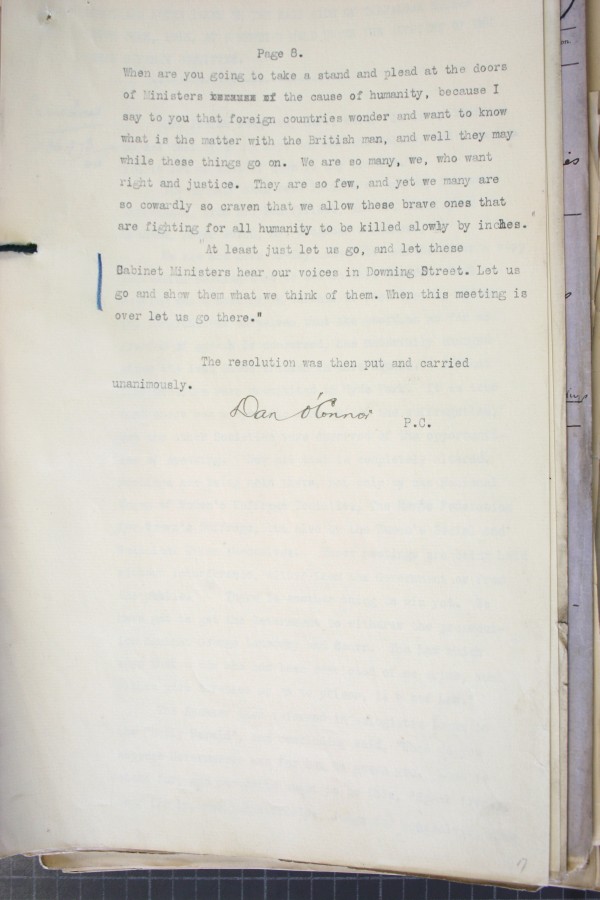 Page 8.
When are you going to take a stand and plead at the doors
of Ministers the cause of humanity, because I
say to you that foreign countries wonder and want to know
what is the matter with the British man, and well they may
while these things go on. We are so many, we, who want
right and justice. They are so few, and yet we many are
so cowardly so craven that we allow these brave ones that
are fighting for all humanity to be killed slowly by inches.
"At least just let us go, and let these
Cabinet Ministers hear our voices in Downing Street. Let us
go and show them what we think of them. When this meeting is
over let us go there."
The resolution was then put and carried
unanimously.
Dan O'Connor
P.C.